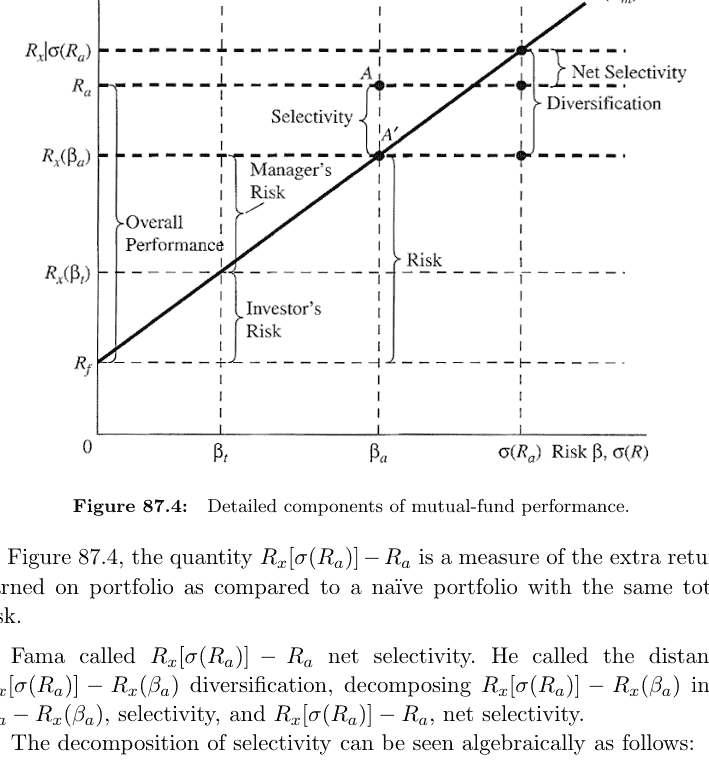 m,
Rₓ|σ(Rₐ)
Rₐ
A
Net Selectivity
Diversification
Selectivity
A′
Rₓ(βₐ)
Manager's
Risk
Overall
Performance
Risk
Rₓ(βₜ)
Investor's
Risk
R_f
0
βₜ
βₐ
σ(Rₐ) Risk β, σ(R)
Figure 87.4: Detailed components of mutual-fund performance.
Figure 87.4, the quantity Rₓ[σ(Rₐ)] − Rₐ is a measure of the extra retu
rned on portfolio as compared to a naïve portfolio with the same tot
sk.
Fama called Rₓ[σ(Rₐ)] − Rₐ net selectivity. He called the distan
ₓ[σ(Rₐ)] − Rₓ(βₐ) diversification, decomposing Rₓ[σ(Rₐ)] − Rₓ(βₐ) in
ₐ − Rₓ(βₐ), selectivity, and Rₓ[σ(Rₐ)] − Rₐ, net selectivity.
The decomposition of selectivity can be seen algebraically as follows: